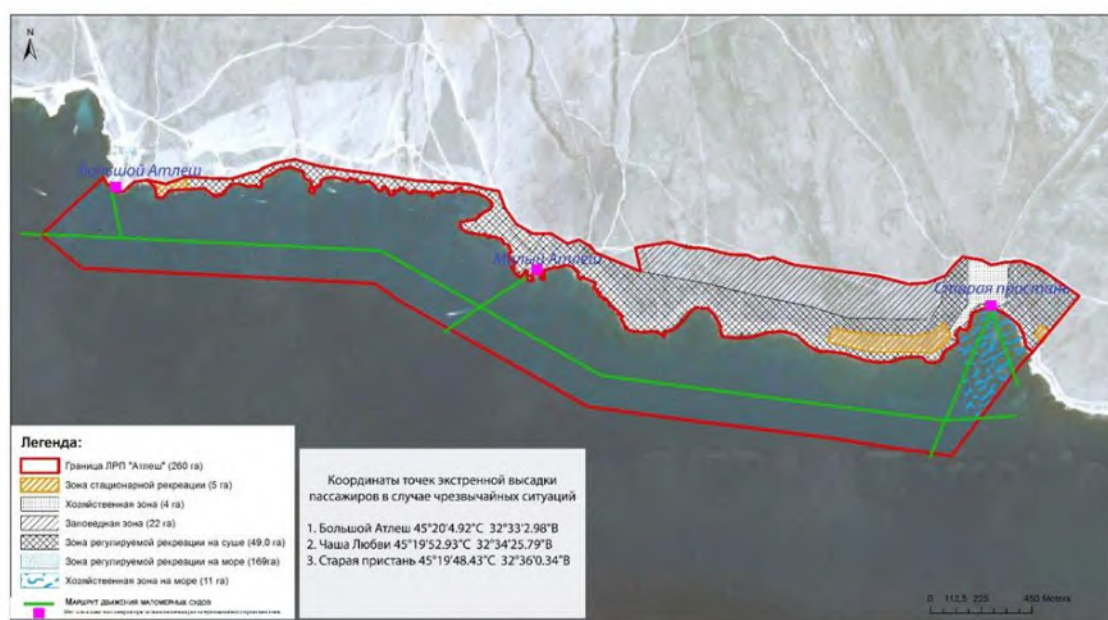 N
Большой Атлеш
Малый Атлеш
Старая пристань
Легенда:
Граница ЛРП "Атлеш" (260 га)
Зона стационарной рекреации (5 га)
Хозяйственная зона (4 га)
Заповедная зона (22 га)
Зона регулируемой рекреации на суше (49,0 га)
Зона регулируемой рекреации на море (169га)
Хозяйственная зона на море (11 га)
Маршрут движения маломерных судов
Координаты точек экстренной высадки
пассажиров в случае чрезвычайных ситуаций
1. Большой Атлеш 45°20'4.92"С 32°33'2.98"В
2. Чаша Любви 45°19'52.93"С 32°34'25.79"В
3. Старая пристань 45°19'48.43"С 32°36'0.34"В
0 112,5 225 450 Meters